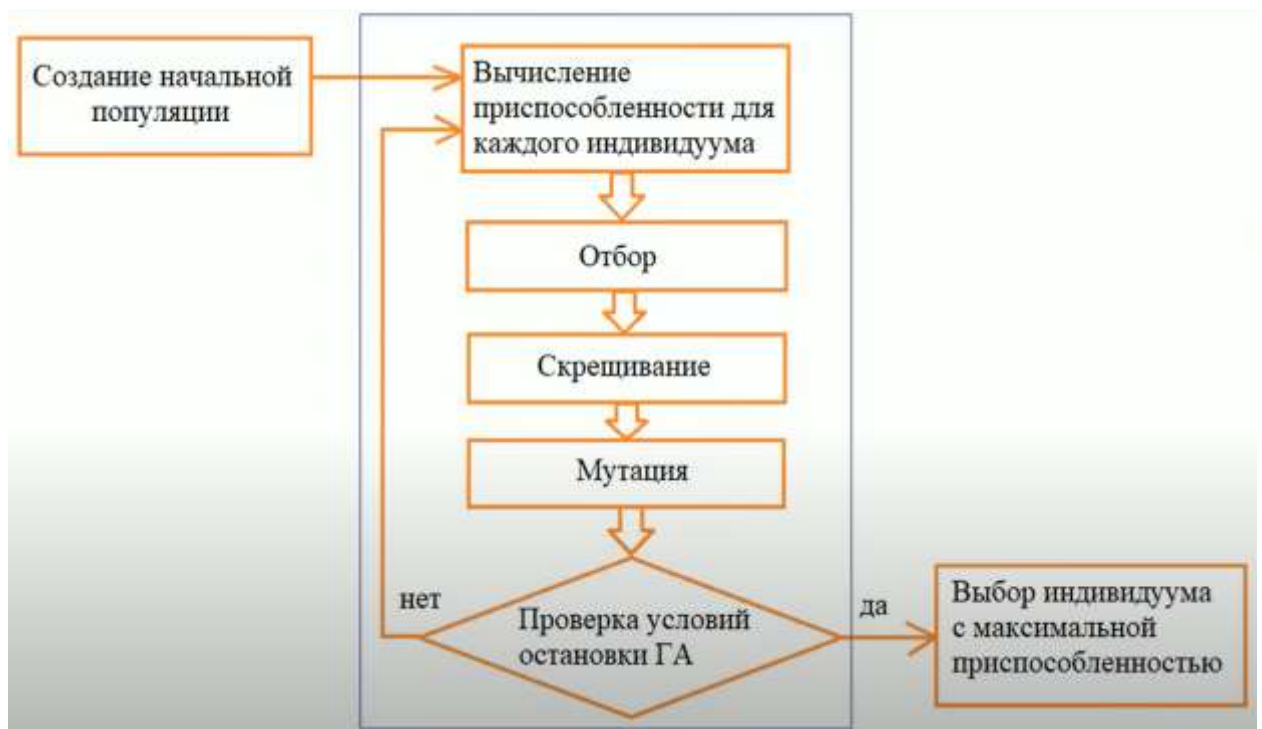 Создание начальной
популяции
Вычисление
приспособленности для
каждого индивидуума
Отбор
Скрещивание
Мутация
Проверка условий
остановки ГА
нет
да
Выбор индивидуума
с максимальной
приспособленностью